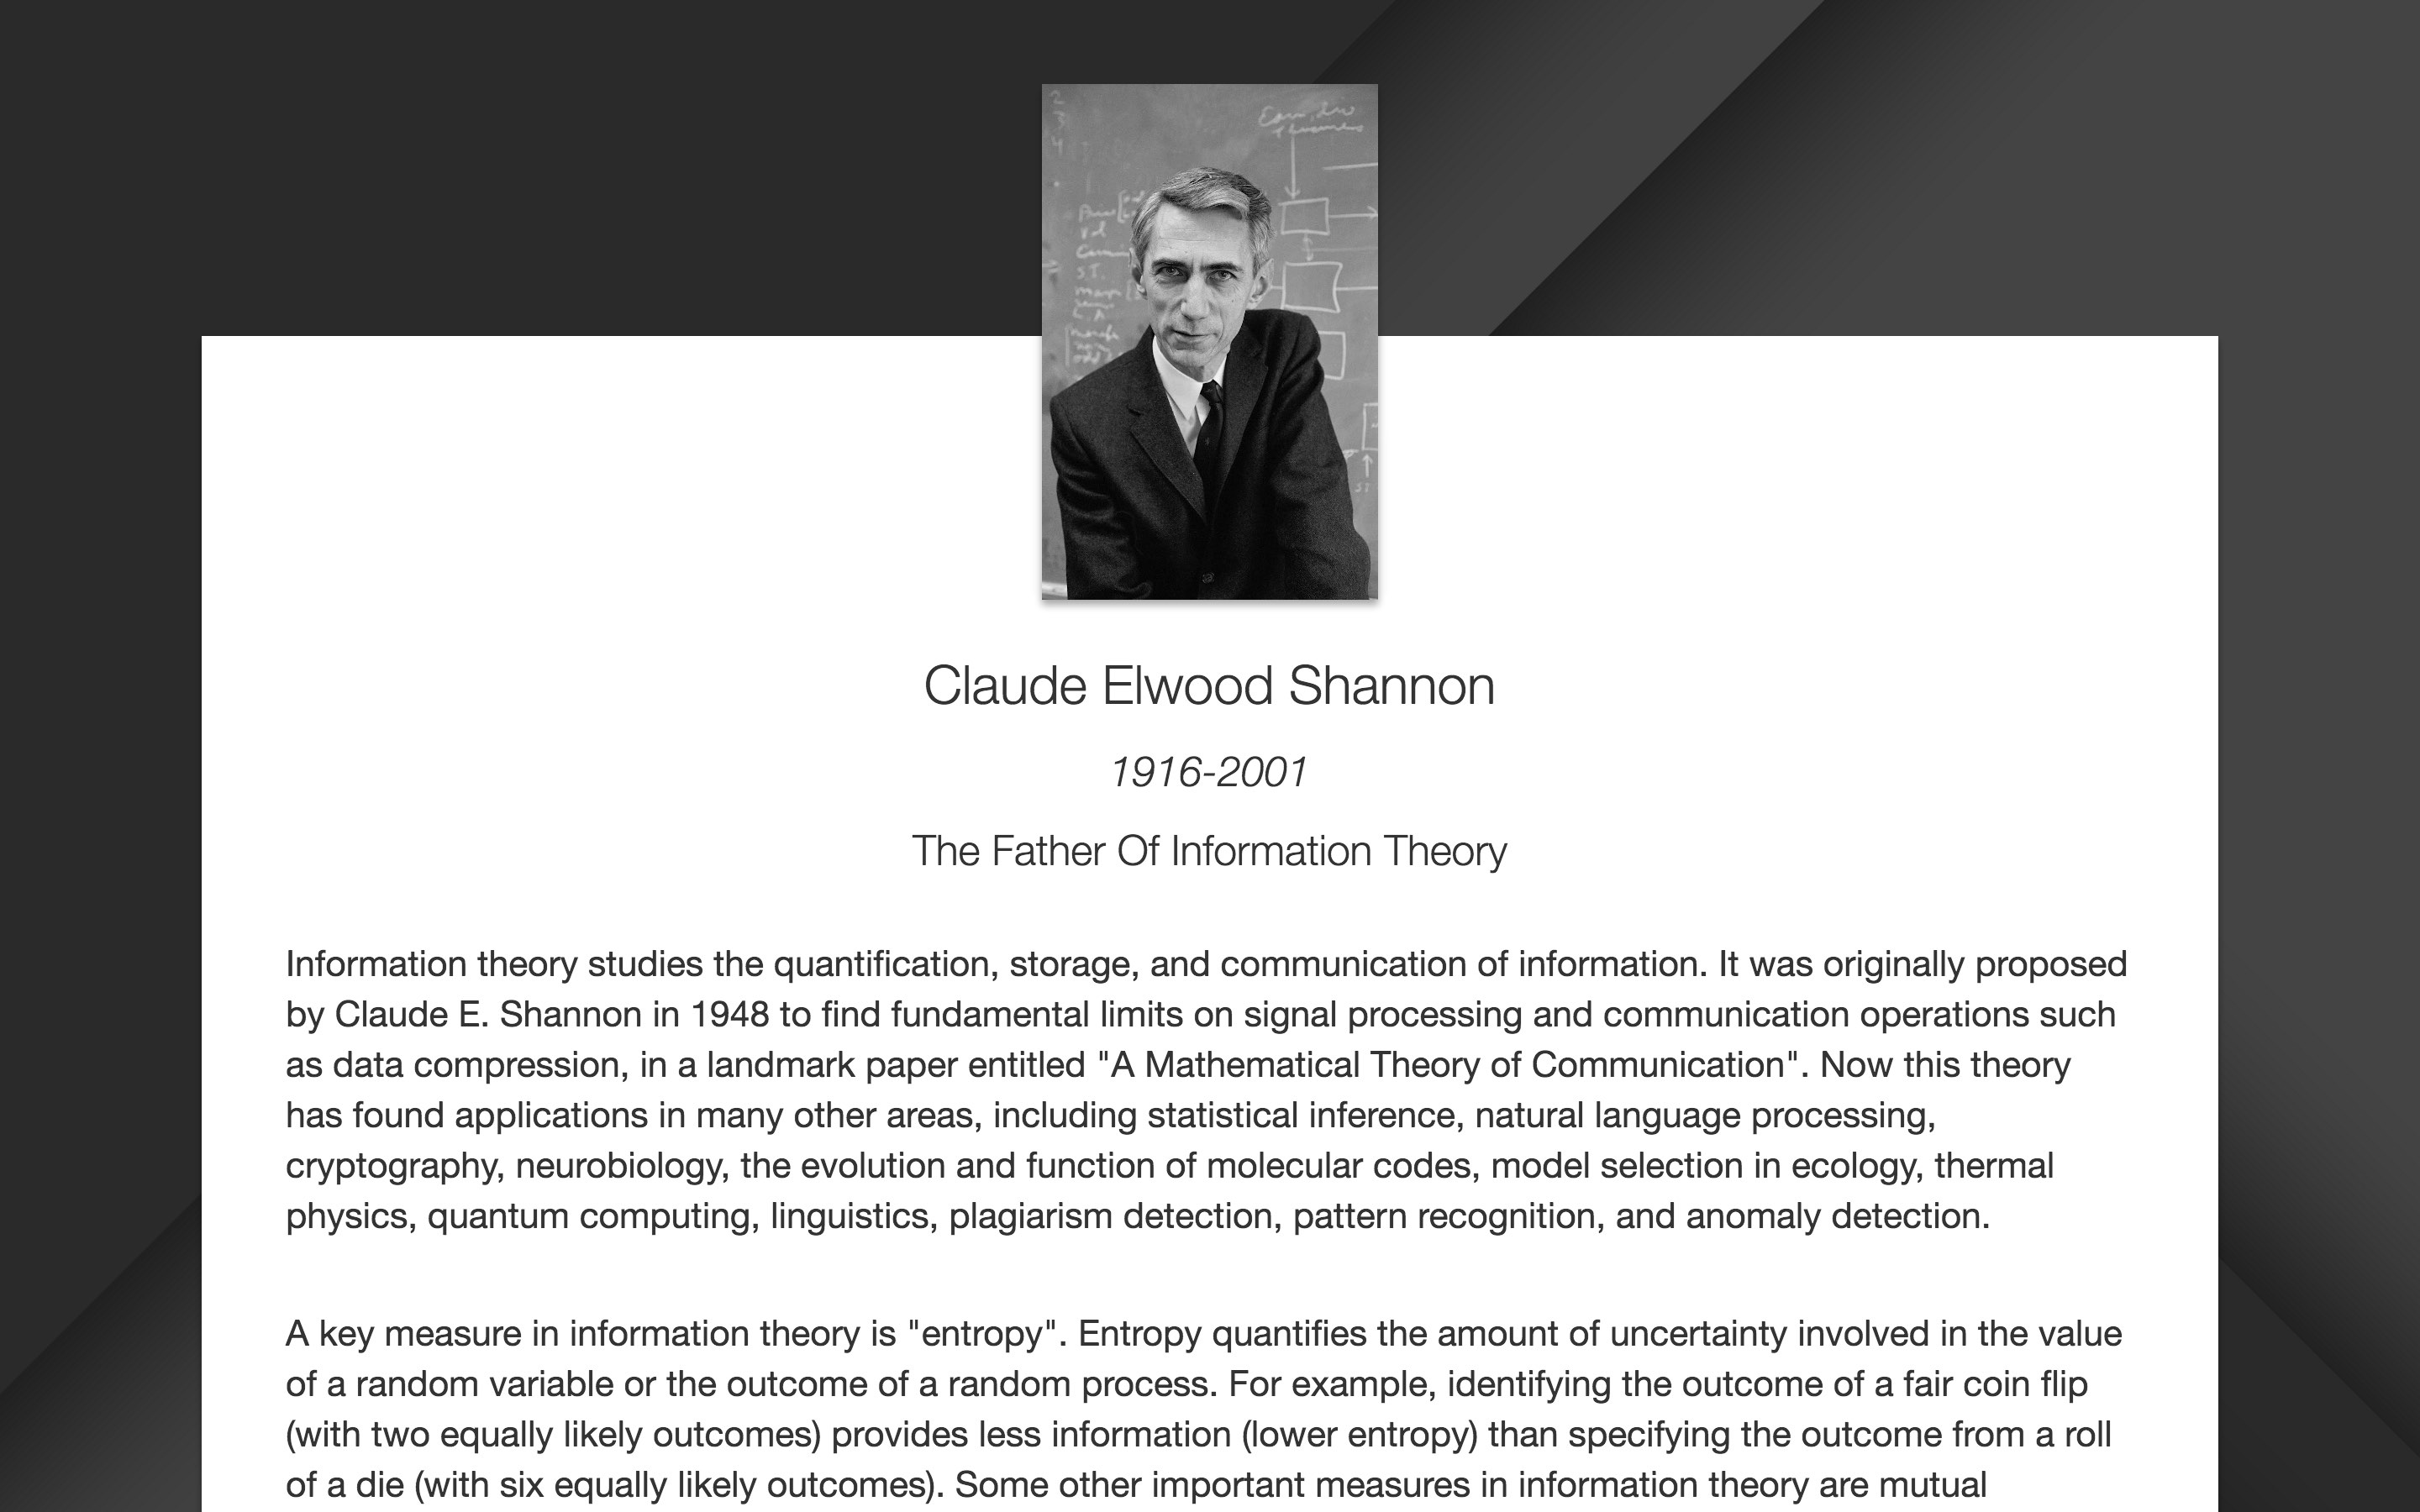 Claude Elwood Shannon
1916-2001
The Father Of Information Theory
Information theory studies the quantification, storage, and communication of information. It was originally proposed
by Claude E. Shannon in 1948 to find fundamental limits on signal processing and communication operations such
as data compression, in a landmark paper entitled "A Mathematical Theory of Communication". Now this theory
has found applications in many other areas, including statistical inference, natural language processing,
cryptography, neurobiology, the evolution and function of molecular codes, model selection in ecology, thermal
physics, quantum computing, linguistics, plagiarism detection, pattern recognition, and anomaly detection.
A key measure in information theory is "entropy". Entropy quantifies the amount of uncertainty involved in the value
of a random variable or the outcome of a random process. For example, identifying the outcome of a fair coin flip
(with two equally likely outcomes) provides less information (lower entropy) than specifying the outcome from a roll
of a die (with six equally likely outcomes). Some other important measures in information theory are mutual